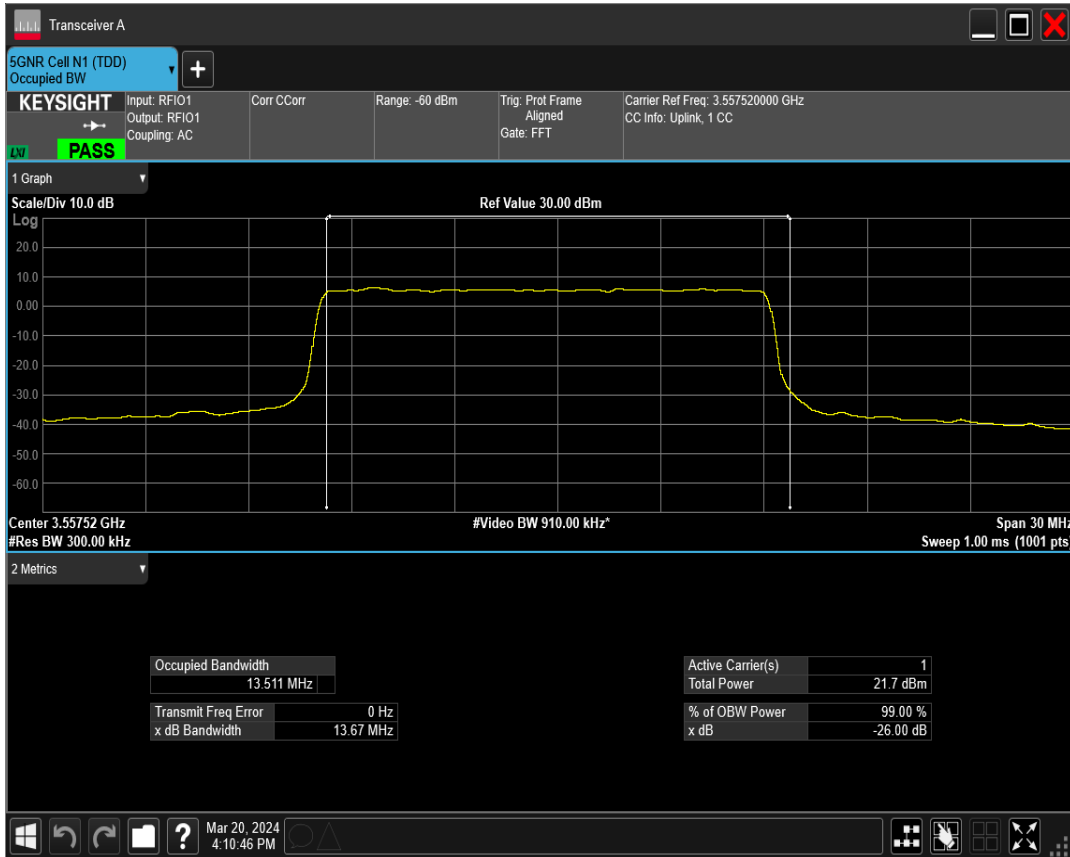 Transceiver A
5GNR Cell N1 (TDD)
Occupied BW
+
KEYSIGHT
LXI
PASS
Input: RFIO1
Output: RFIO1
Coupling: AC
Corr CCorr
Range: -60 dBm
Trig: Prot Frame
Aligned
Gate: FFT
Carrier Ref Freq: 3.557520000 GHz
CC Info: Uplink, 1 CC
1 Graph
Scale/Div 10.0 dB
Ref Value 30.00 dBm
Log
20.0
10.0
0.00
-10.0
-20.0
-30.0
-40.0
-50.0
-60.0
Center 3.55752 GHz
#Video BW 910.00 kHz*
Span 30 MHz
#Res BW 300.00 kHz
Sweep 1.00 ms (1001 pts)
2 Metrics
Occupied Bandwidth
13.511 MHz
Transmit Freq Error 0 Hz
x dB Bandwidth 13.67 MHz
Active Carrier(s) 1
Total Power 21.7 dBm
% of OBW Power 99.00 %
x dB -26.00 dB
?
Mar 20, 2024
4:10:46 PM